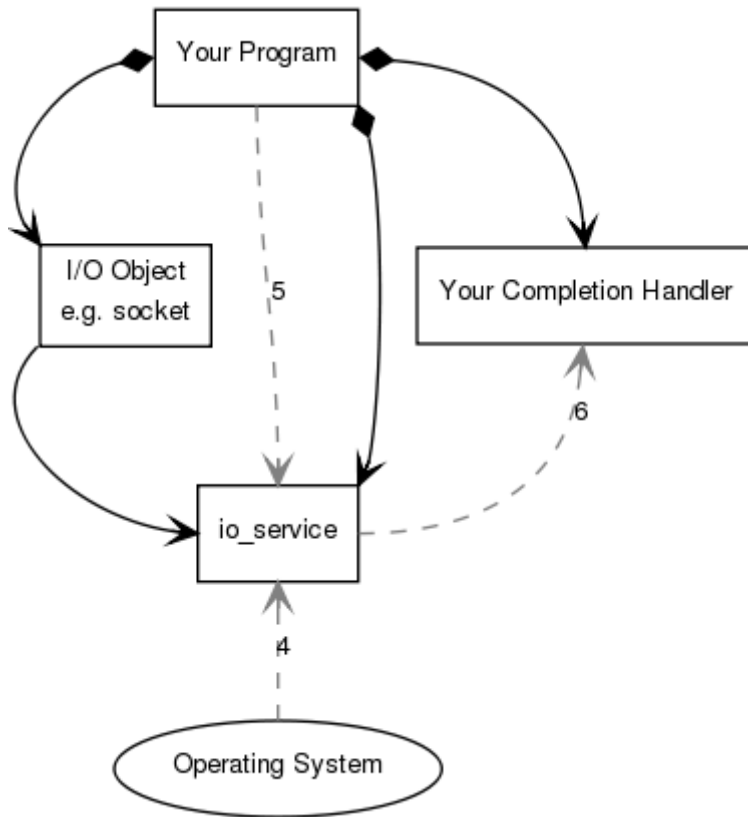 Your Program
I/O Object
e.g. socket
5
Your Completion Handler
6
io_service
4
Operating System